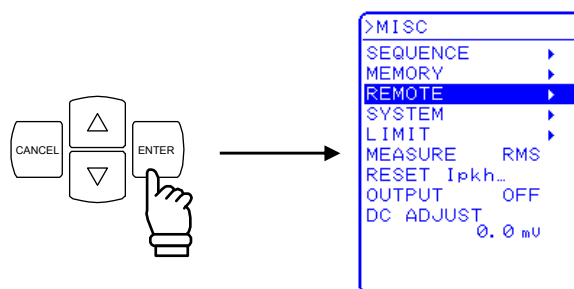 CANCEL
ENTER
>MISC
SEQUENCE
MEMORY
REMOTE
SYSTEM
LIMIT
MEASURE RMS
RESET Ipkh…
OUTPUT OFF
DC ADJUST
0.0 mV